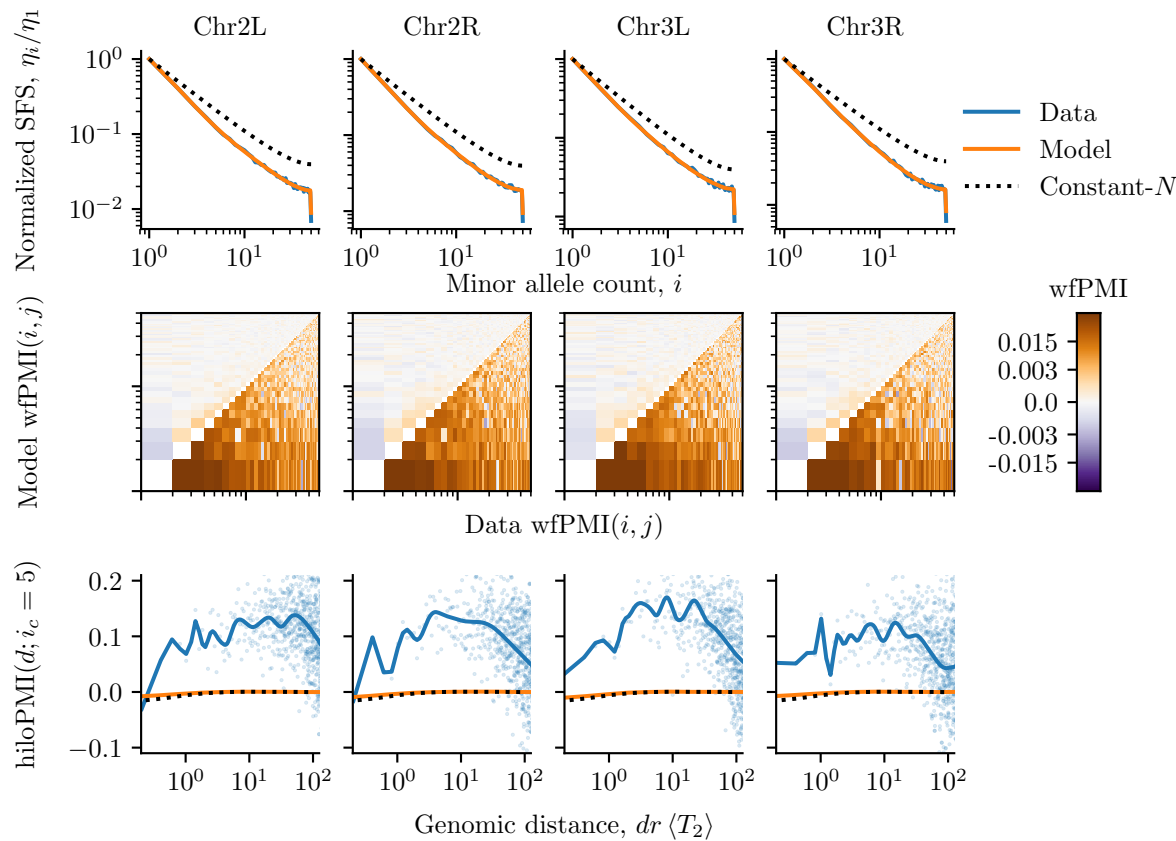 Chr2L Chr2R Chr3L Chr3R
Normalized SFS, η_i/η_1
10^0
10^-1
10^-2
10^0 10^1 10^0 10^1 10^0 10^1 10^0 10^1
Minor allele count, i
Data
Model
Constant-N
Model wfPMI(i, j)
Data wfPMI(i, j)
wfPMI
0.015
0.003
0.0
-0.003
-0.015
hiloPMI(d; i_c = 5)
0.2
0.1
0.0
−0.1
10^0 10^1 10^2 10^0 10^1 10^2 10^0 10^1 10^2 10^0 10^1 10^2
Genomic distance, dr ⟨T_2⟩